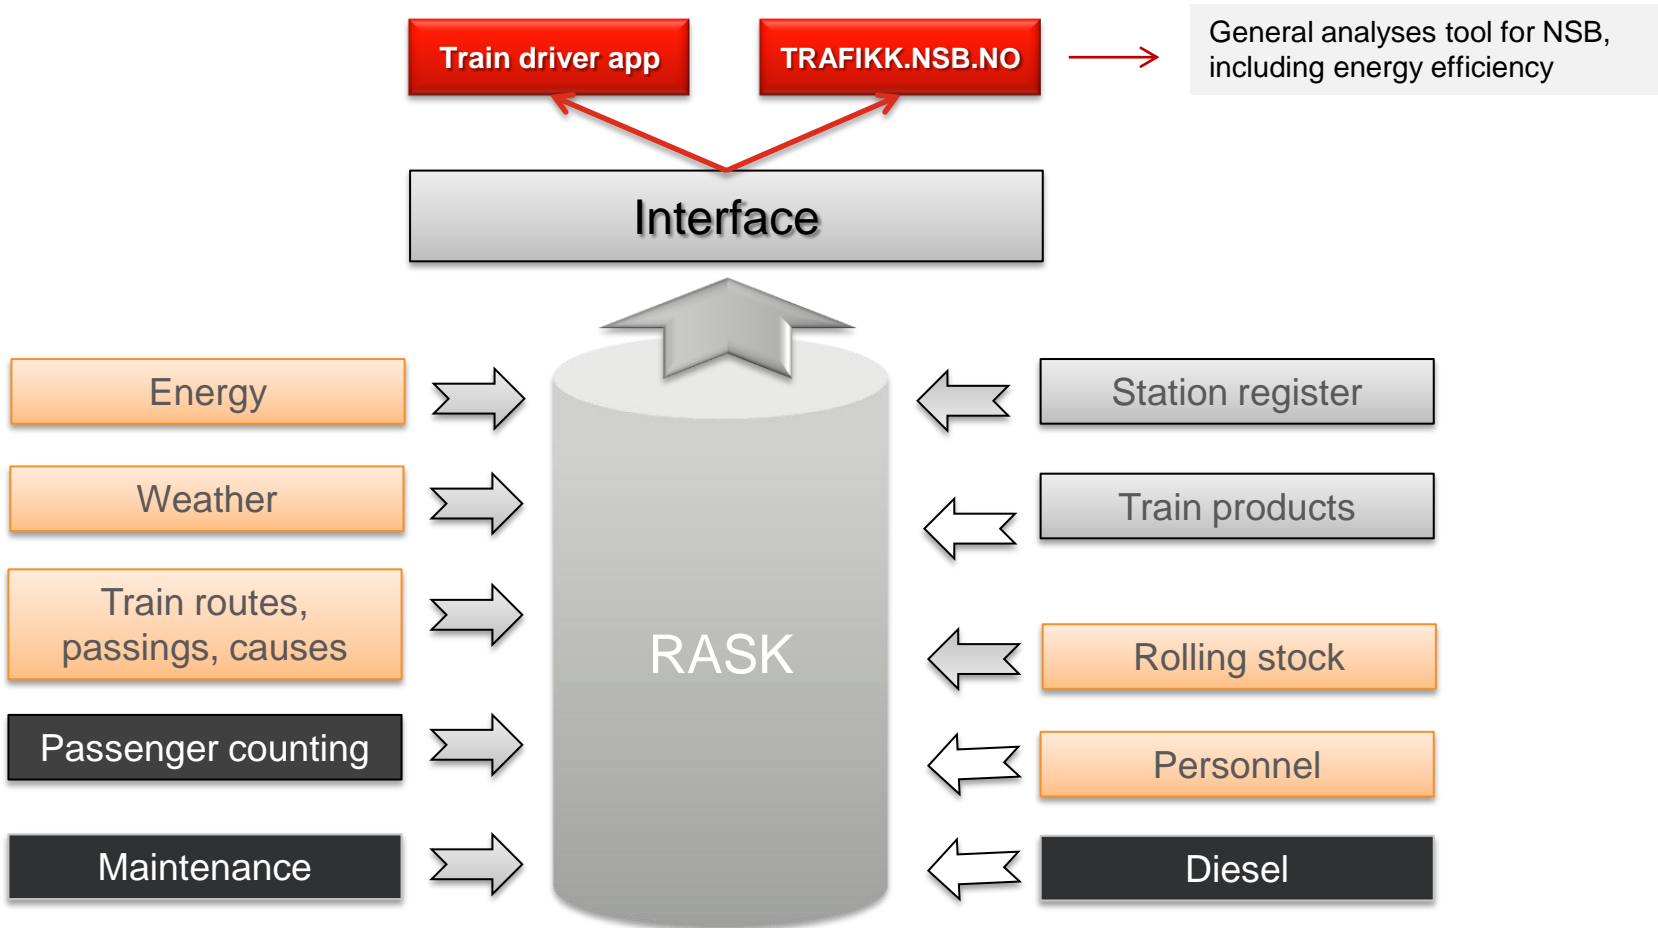 Train driver app
TRAFIKK.NSB.NO
General analyses tool for NSB,
including energy efficiency
Interface
Energy
Weather
Train routes,
passings, causes
Passenger counting
Maintenance
RASK
Station register
Train products
Rolling stock
Personnel
Diesel